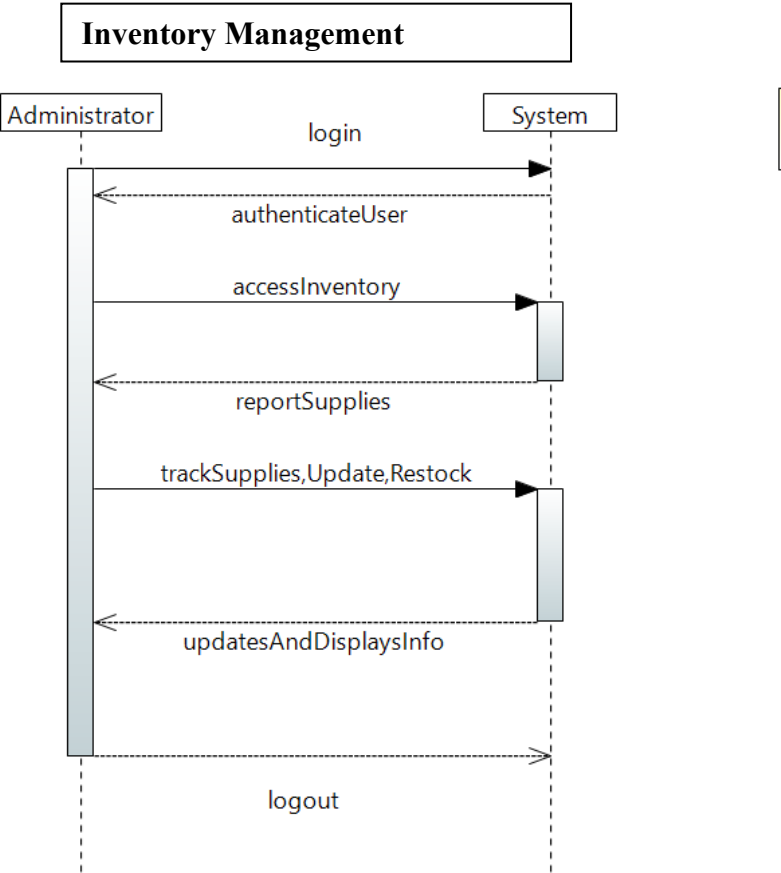 Inventory Management
Administrator
System
login
authenticateUser
accessInventory
reportSupplies
trackSupplies,Update,Restock
updatesAndDisplaysInfo
logout